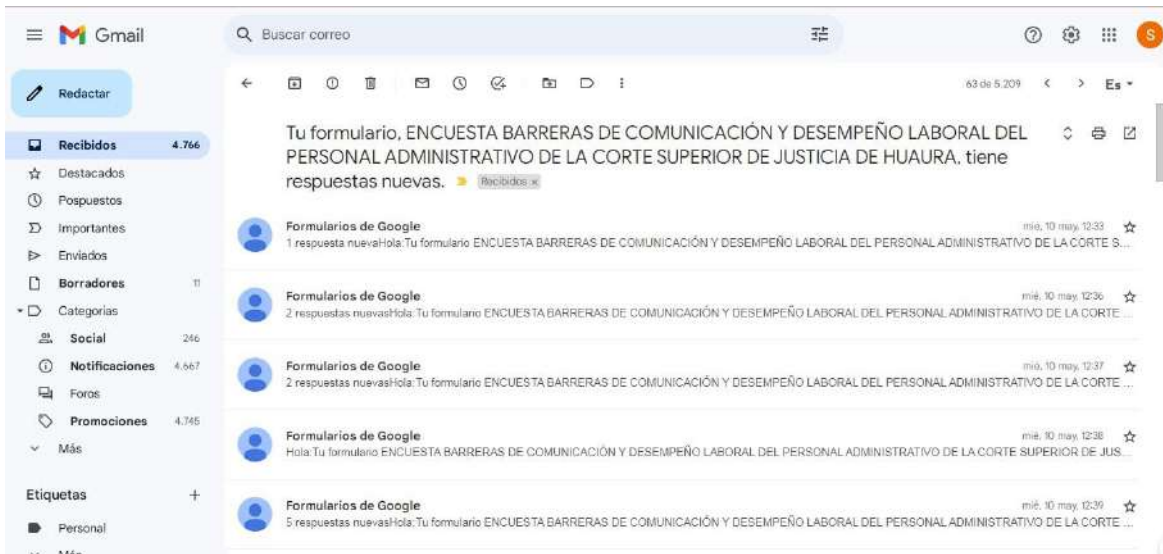 Gmail
Buscar correo
S
Redactar
63 de 5.209
Es
Recibidos 4.766
Destacados
Pospuestos
Importantes
Enviados
Borradores 11
Categorías
Social 246
Notificaciones 4.667
Foros
Promociones 4.745
Más
Etiquetas +
Personal
Más
Tu formulario, ENCUESTA BARRERAS DE COMUNICACIÓN Y DESEMPEÑO LABORAL DEL
PERSONAL ADMINISTRATIVO DE LA CORTE SUPERIOR DE JUSTICIA DE HUAURA, tiene
respuestas nuevas. Recibidos x
Formularios de Google mié, 10 may, 12:33
1 respuesta nuevaHola:Tu formulario ENCUESTA BARRERAS DE COMUNICACIÓN Y DESEMPEÑO LABORAL DEL PERSONAL ADMINISTRATIVO DE LA CORTE S...
Formularios de Google mié, 10 may, 12:36
2 respuestas nuevasHola:Tu formulario ENCUESTA BARRERAS DE COMUNICACIÓN Y DESEMPEÑO LABORAL DEL PERSONAL ADMINISTRATIVO DE LA CORTE ...
Formularios de Google mié, 10 may, 12:37
2 respuestas nuevasHola:Tu formulario ENCUESTA BARRERAS DE COMUNICACIÓN Y DESEMPEÑO LABORAL DEL PERSONAL ADMINISTRATIVO DE LA CORTE ...
Formularios de Google mié, 10 may, 12:38
Hola:Tu formulario ENCUESTA BARRERAS DE COMUNICACIÓN Y DESEMPEÑO LABORAL DEL PERSONAL ADMINISTRATIVO DE LA CORTE SUPERIOR DE JUS...
Formularios de Google mié, 10 may, 12:39
5 respuestas nuevasHola:Tu formulario ENCUESTA BARRERAS DE COMUNICACIÓN Y DESEMPEÑO LABORAL DEL PERSONAL ADMINISTRATIVO DE LA CORTE ...